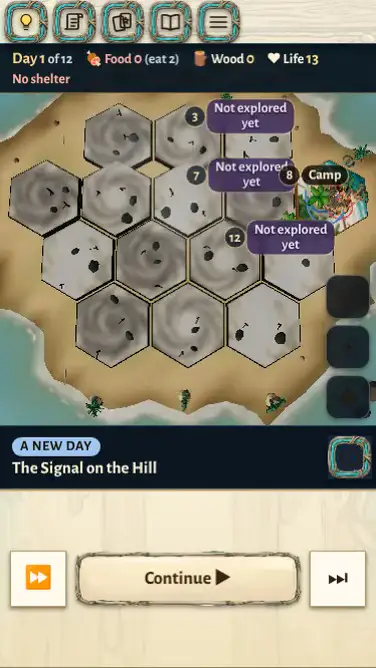 Day 1 of 12 Food 0 (eat 2) Wood 0 Life 13
No shelter
3 Not explored
yet
7 Not explored
yet
8 Camp
12 Not explored
yet
A NEW DAY
The Signal on the Hill
Continue